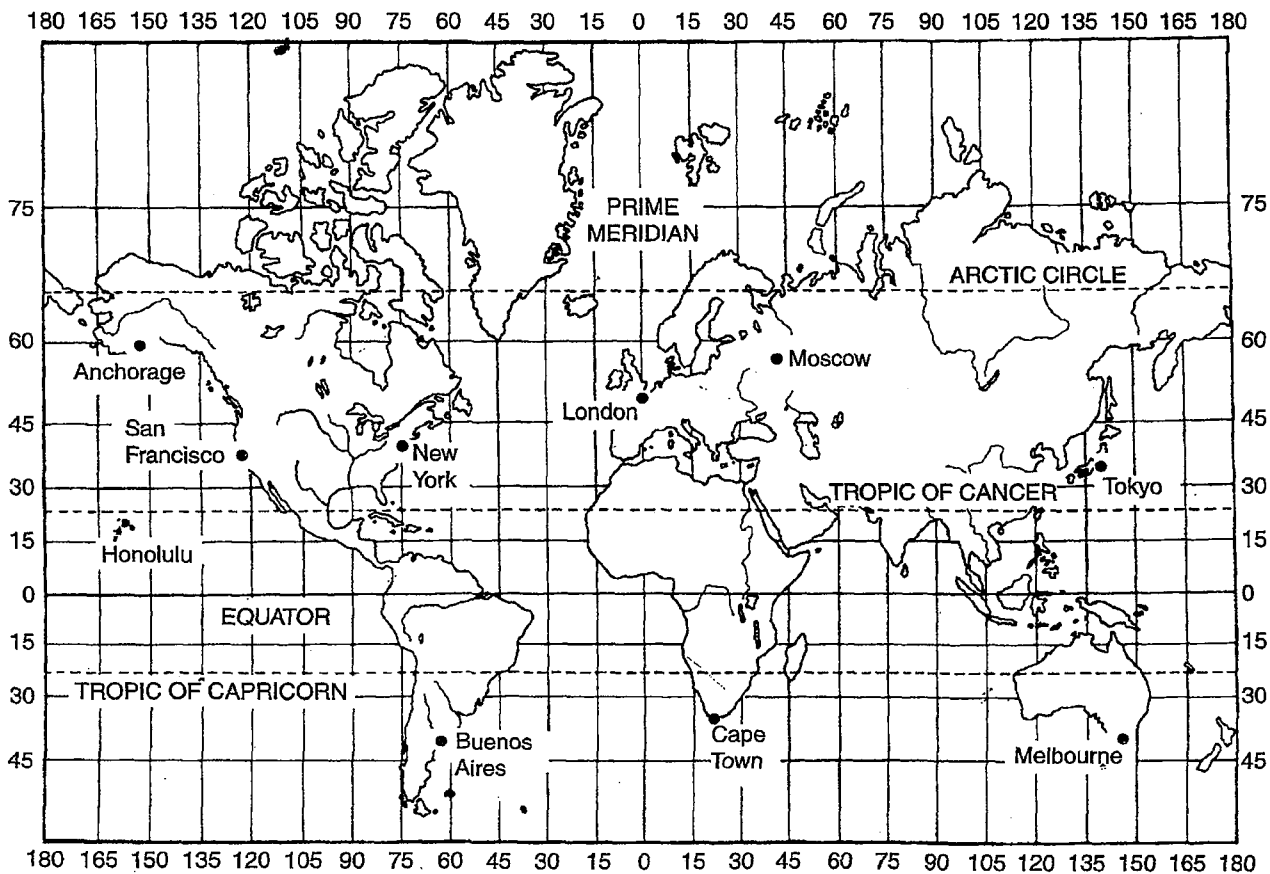 180 165 150 135 120 105 90 75 60 45 30 15 0 15 30 45 60 75 90 105 120 135 150 165 180
75 75
PRIME
MERIDIAN
ARCTIC CIRCLE
60 60
Moscow
Anchorage
London
45 45
San
Francisco
New
York
30 30
TROPIC OF CANCER
Tokyo
15 15
Honolulu
0 0
EQUATOR
15 15
TROPIC OF CAPRICORN
30 30
Buenos
Aires
Cape
Town
Melbourne
45 45
180 165 150 135 120 105 90 75 60 45 30 15 0 15 30 45 60 75 90 105 120 135 150 165 180